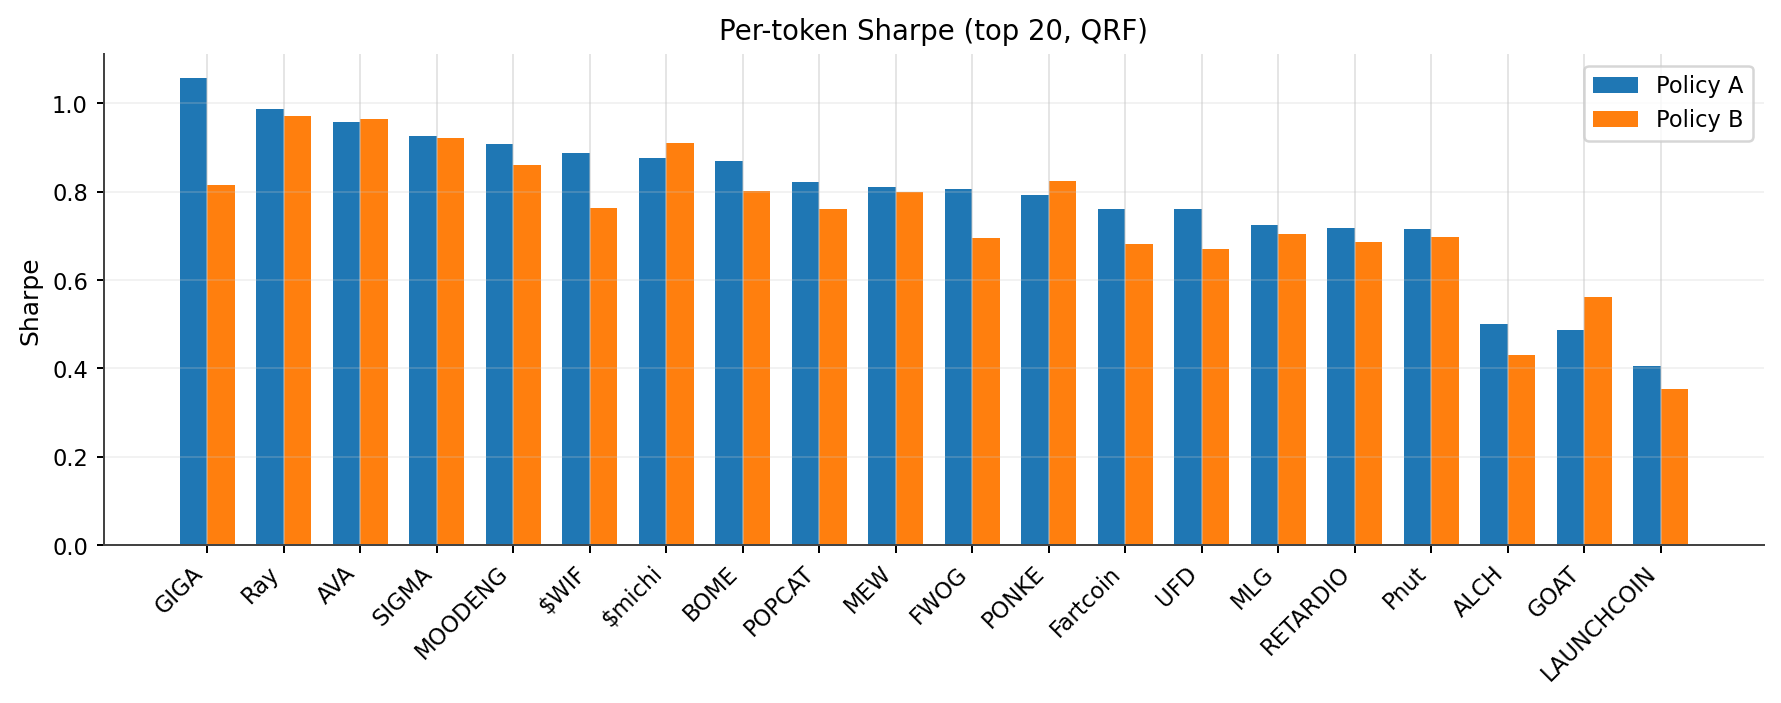 Per-token Sharpe (top 20, QRF)
Policy A
Policy B
Sharpe
1.0
0.8
0.6
0.4
0.2
0.0
GIGA
Ray
AVA
SIGMA
MOODENG
$WIF
$michi
BOME
POPCAT
MEW
FWOG
PONKE
Fartcoin
UFD
MLG
RETARDIO
Pnut
ALCH
GOAT
LAUNCHCOIN